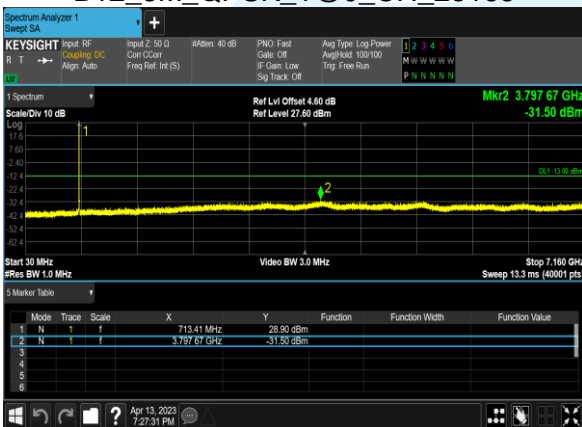 Spectrum Analyzer 1
Swept SA
KEYSIGHT Input: RF Input Z: 50 Ω #Atten: 40 dB PNO: Fast Avg Type: Log-Power 1 2 3 4 5 6
R T Coupling: DC Corr CCorr Gate: Off Avg|Hold: 100/100 M W W W W W
Align: Auto Freq Ref: Int (S) IF Gain: Low Trig: Free Run
Sig Track: Off P N N N N N
LVI
1 Spectrum Ref Lvl Offset 4.60 dB Mkr2 3.797 67 GHz
Scale/Div 10 dB Ref Level 27.60 dBm -31.50 dBm
Log
17.6 1
7.60
-2.40
-12.4 DL1 -13.00 dBm
-22.4 2
-32.4
-42.4
-52.4
-62.4
Start 30 MHz Video BW 3.0 MHz Stop 7.160 GHz
#Res BW 1.0 MHz Sweep 13.3 ms (40001 pts)
5 Marker Table
Mode Trace Scale X Y Function Function Width Function Value
1 N 1 f 713.41 MHz 28.90 dBm
2 N 1 f 3.797 67 GHz -31.50 dBm
3
4
5
6
? Apr 13, 2023
7:27:31 PM